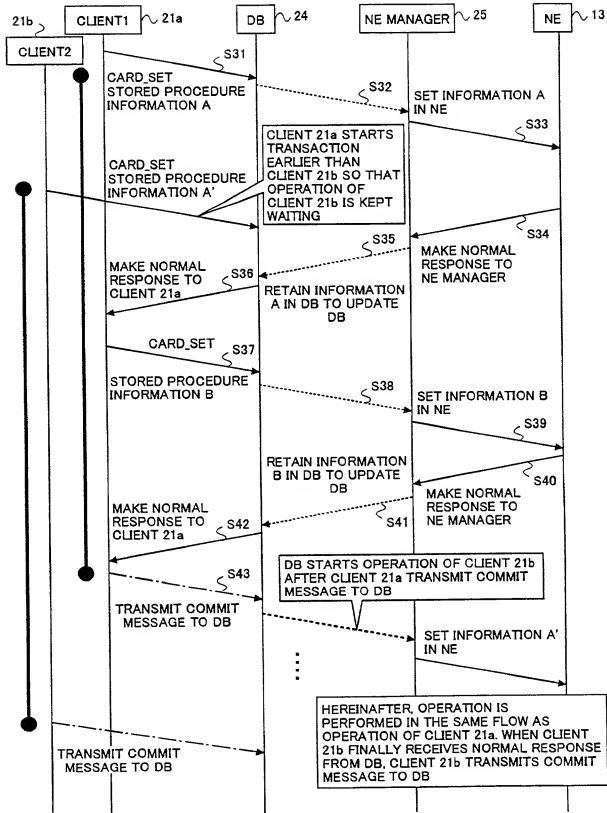 21b
CLIENT2
CLIENT1
21a
DB
24
NE MANAGER
25
NE
13
S31
CARD_SET
STORED PROCEDURE
INFORMATION A
S32
SET INFORMATION A
IN NE
S33
CLIENT 21a STARTS
TRANSACTION
EARLIER THAN
CLIENT 21b SO THAT
OPERATION OF
CLIENT 21b IS KEPT
WAITING
CARD_SET
STORED PROCEDURE
INFORMATION A'
S34
MAKE NORMAL
RESPONSE TO
NE MANAGER
S35
S36
MAKE NORMAL
RESPONSE TO
CLIENT 21a
RETAIN INFORMATION
A IN DB TO UPDATE
DB
CARD_SET
S37
STORED PROCEDURE
INFORMATION B
S38
SET INFORMATION B
IN NE
S39
RETAIN INFORMATION
B IN DB TO UPDATE
DB
S40
MAKE NORMAL
RESPONSE TO
NE MANAGER
S41
MAKE NORMAL
RESPONSE TO
CLIENT 21a
S42
S43
DB STARTS OPERATION OF CLIENT 21b
AFTER CLIENT 21a TRANSMIT COMMIT
MESSAGE TO DB
TRANSMIT COMMIT
MESSAGE TO DB
SET INFORMATION A'
IN NE
HEREINAFTER, OPERATION IS
PERFORMED IN THE SAME FLOW AS
OPERATION OF CLIENT 21a. WHEN CLIENT
21b FINALLY RECEIVES NORMAL RESPONSE
FROM DB, CLIENT 21b TRANSMITS COMMIT
MESSAGE TO DB
TRANSMIT COMMIT
MESSAGE TO DB